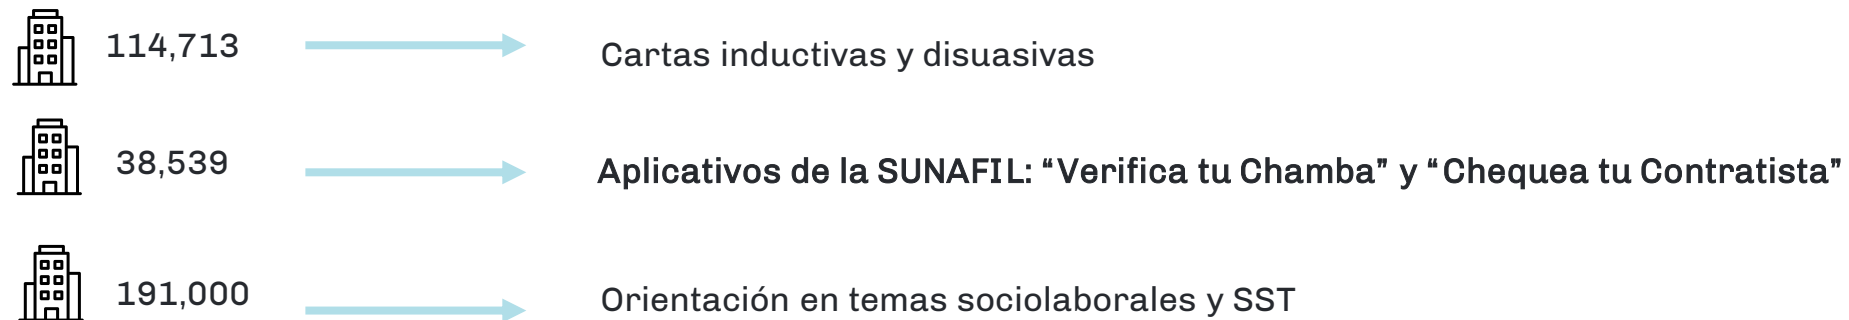 114,713 Cartas inductivas y disuasivas
38,539 Aplicativos de la SUNAFIL: “Verifica tu Chamba” y “Chequea tu Contratista”
191,000 Orientación en temas sociolaborales y SST